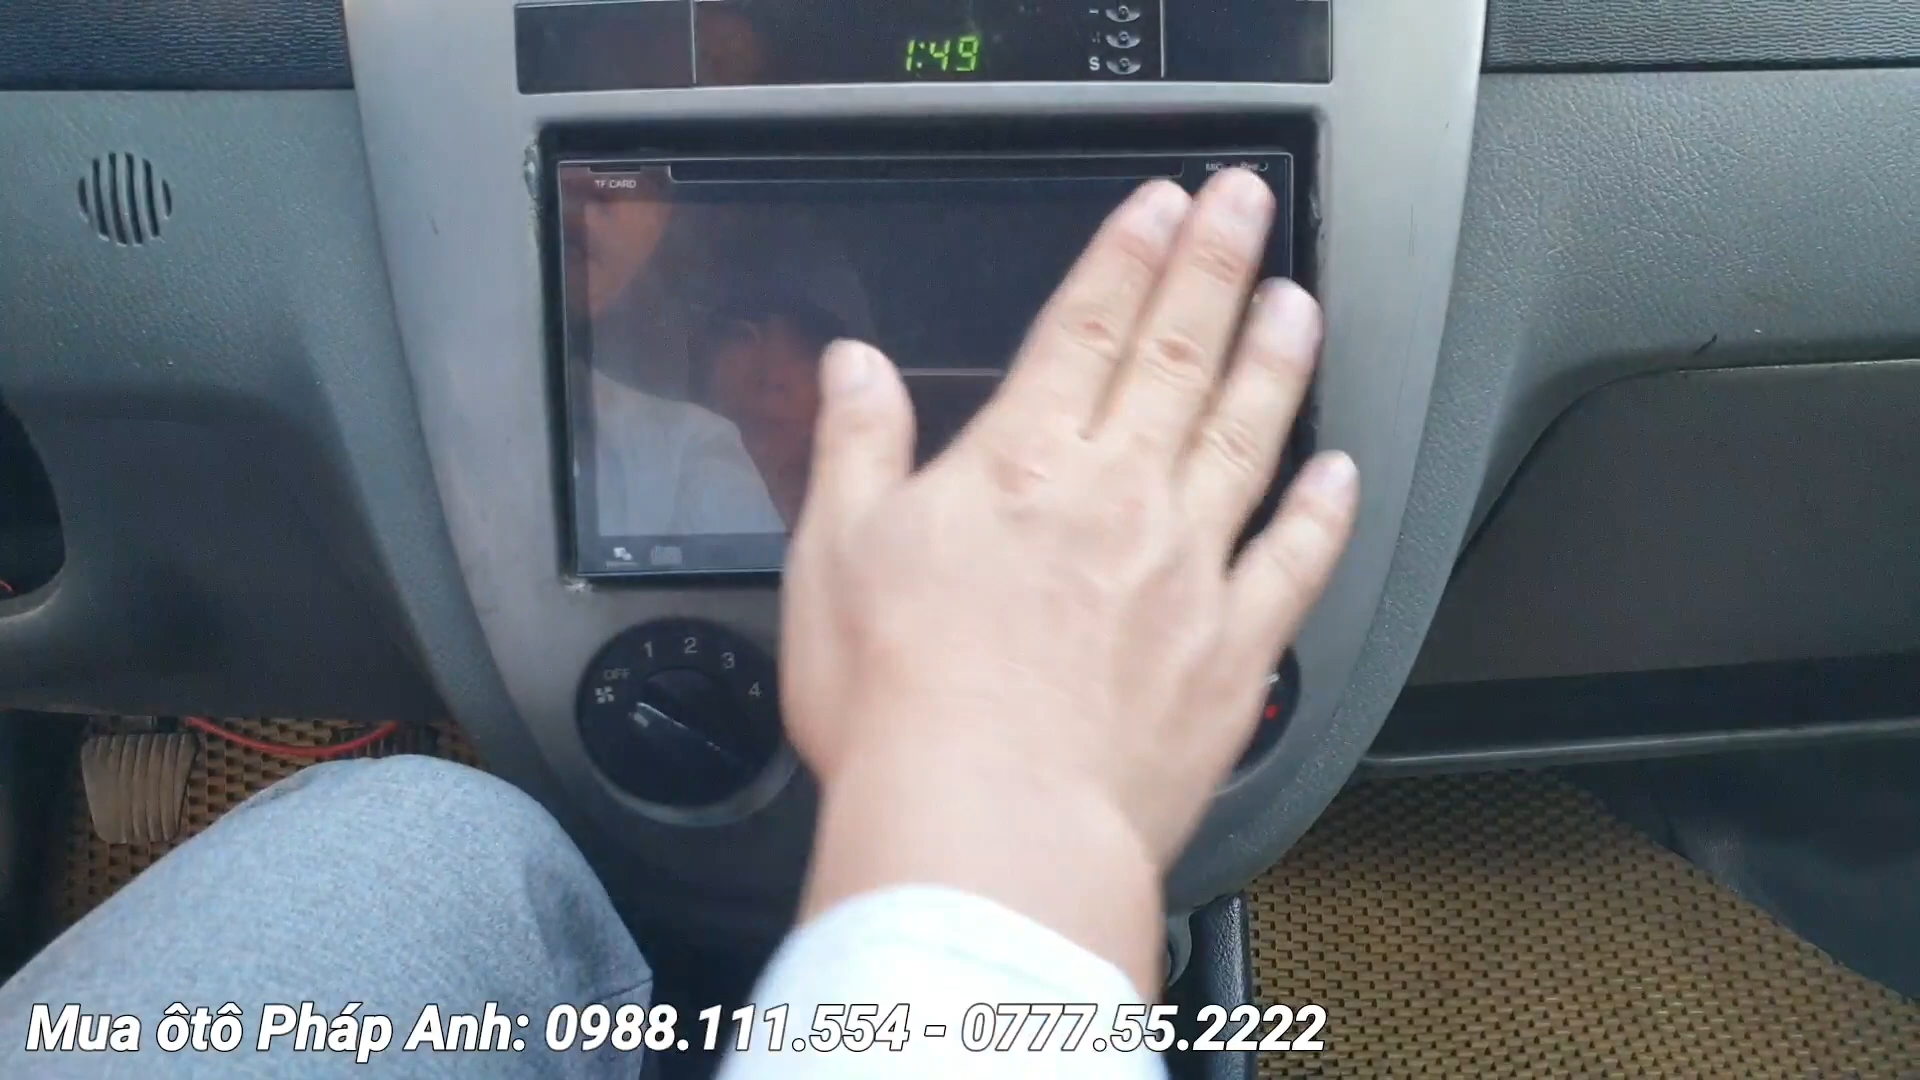 1:49
S
TF.CARD
MIC
OFF 1 2 3 4
Mua ôtô Pháp Anh: 0988.111.554 - 0777.55.2222